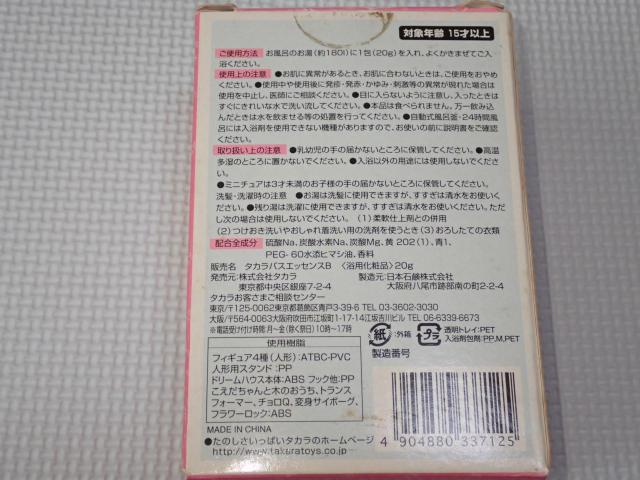 対象年齢 15才以上
ご使用方法 お風呂のお湯(約180l)に1包(20g)を入れ、よくかきまぜてご入浴ください。
使用上の注意 ●お肌に異常があるとき、お肌に合わないときは、ご使用をおやめください。●使用中や使用後に発疹・発赤・かゆみ・刺激等の異常が現れた場合は使用を中止し、医師にご相談ください。●目に入らないように注意し、入ったときはすぐにきれいな水で洗い流してください。●本品は食べられません。万一飲み込んだときは水を飲ませる等の処置を行ってください。●自動式風呂釜・24時間風呂には入浴剤を使用できない機種がありますので、お使いの前に説明書をご確認ください。
取り扱い上の注意 ●乳幼児の手の届かないところに保管してください。●高温多湿のところに置かないでください。●入浴以外の用途には使用しないでください。
●ミニチュアは3才未満のお子様の手の届かないところに保管してください。
洗髪・洗濯時の注意 ●お湯は洗髪に使用できますが、すすぎは清水をお使いください。●残り湯は洗濯に使用できますが、すすぎは清水をお使いください。ただし次の場合は使用しないでください。(1)柔軟仕上剤との併用
(2)つけおき洗いやおしゃれ着洗い用の洗剤を使うとき(3)おろしたての衣類
配合全成分 硫酸Na、炭酸水素Na、炭酸Mg、黄202(1)、青1、
PEG-60水添ヒマシ油、香料
販売名 タカラバスエッセンスB 〈浴用化粧品〉20g
発売元:株式会社タカラ 製造元:日本石鹸株式会社
東京都中央区銀座7-2-4 大阪府八尾市跡部南の町2-2-4
タカラお客さまご相談センター
東京/〒125-0062東京都葛飾区青戸4-3-9-6 TEL 03-3602-3030
大阪/〒564-0063大阪府吹田市江坂町1-17-14江坂吉川ビル TEL 06-6339-6673
※電話受け付け時間 月〜金(除く祭日)10時〜17時
紙 :外箱
プラ 透明トレイ:PET
入浴剤包剤:PP,M,PET
製造番号
使用樹脂
フィギュア4種(人形):ATBC-PVC
人形用スタンド:PP
ドリームハウス本体:ABS フック他:PP
こえだちゃんと木のおうち、トランスフォーマー、チョロQ、変身サイボーグ、
フラワーロック:ABS
MADE IN CHINA
●たのしさいっぱいタカラのホームページ
http://www.takaratoys.co.jp
4 904880 337125